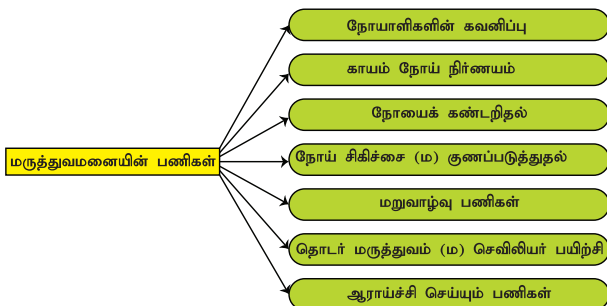 நோயாளிகளின் கவனிப்பு
காயம் நோய் நிர்ணயம்
நோயைக் கண்டறிதல்
மருத்துவமனையின் பணிகள்
நோய் சிகிச்சை (ம) குணப்படுத்துதல்
மறுவாழ்வு பணிகள்
தொடர் மருத்துவம் (ம) செவிலியர் பயிற்சி
ஆராய்ச்சி செய்யும் பணிகள்